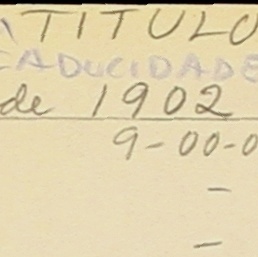 TITULO
CADUCIDADE
de 1902
9-00-0
-
-